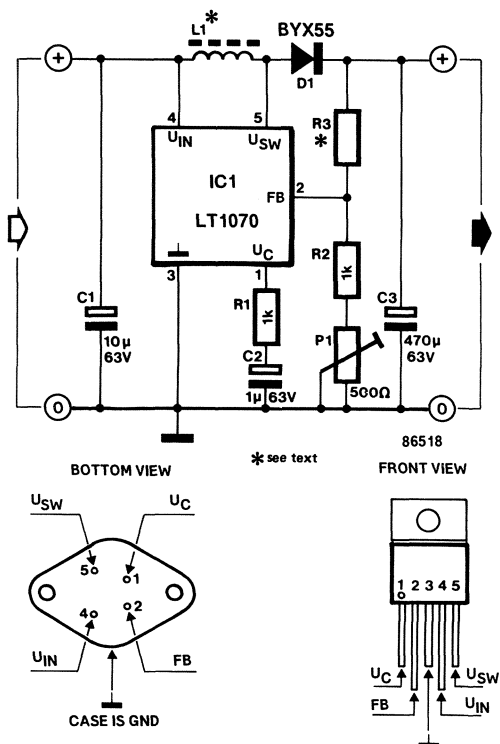 L1*
BYX55
+
+
D1
4
5
R3
*
UIN
USW
IC1
FB
2
LT1070
R2
1k
UC
3
1
C1
R1
1k
C3
10µ
63V
C2
P1
470µ
63V
1µ
63V
500Ω
0
0
86518
* see text
BOTTOM VIEW
FRONT VIEW
USW
UC
5
1
4
2
UIN
FB
CASE IS GND
1 2 3 4 5
UC
USW
FB
UIN